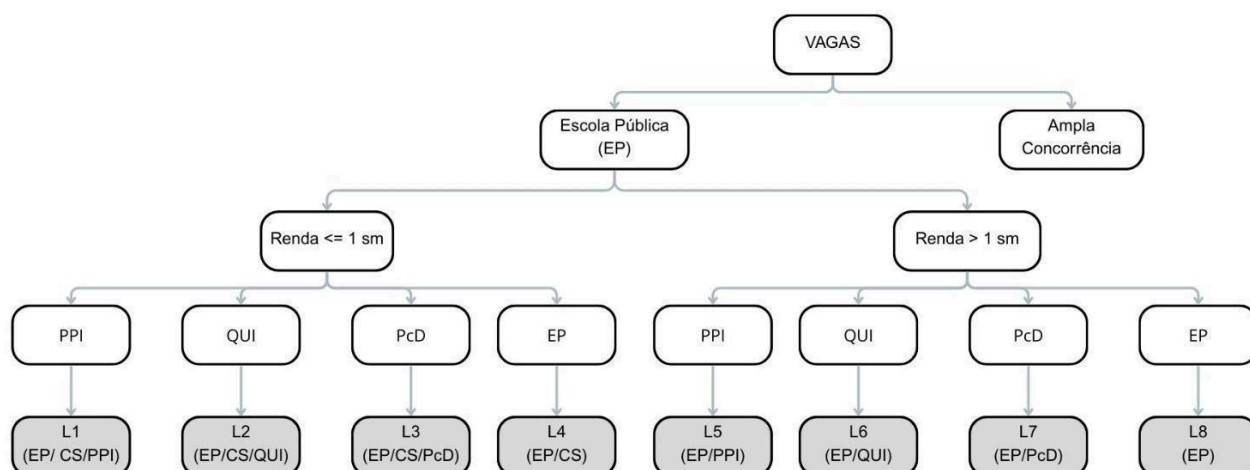 VAGAS
Escola Pública
(EP)
Ampla
Concorrência
Renda <= 1 sm
Renda > 1 sm
PPI
QUI
PcD
EP
PPI
QUI
PcD
EP
L1
(EP/ CS/PPI)
L2
(EP/CS/QUI)
L3
(EP/CS/PcD)
L4
(EP/CS)
L5
(EP/PPI)
L6
(EP/QUI)
L7
(EP/PcD)
L8
(EP)